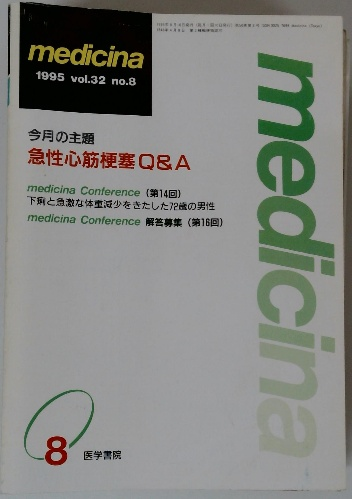 medicina
1995 vol.32 no.8
今月の主題
急性心筋梗塞Q&A
medicina Conference (第14回)
下痢と急激な体重減少をきたした72歳の男性
medicina Conference 解答募集 (第16回)
medicina
8
医学書院